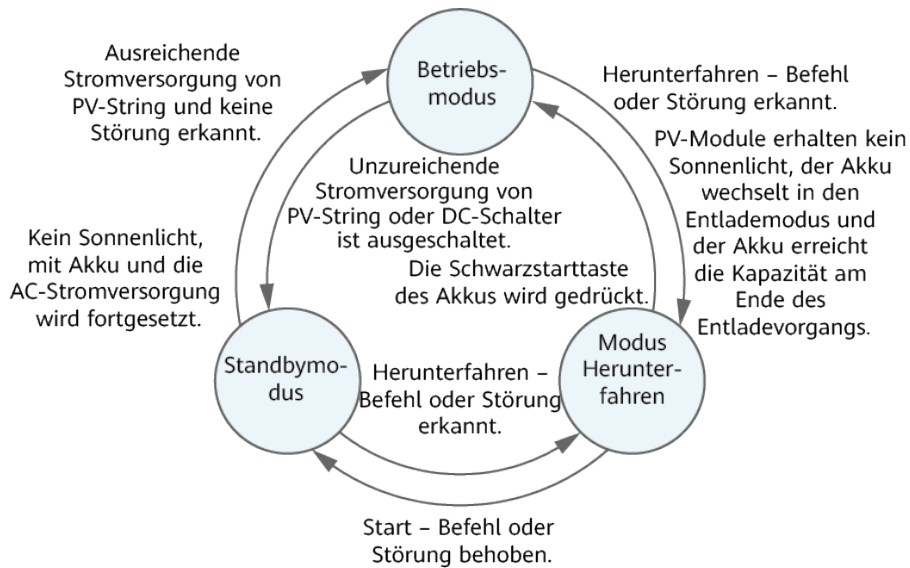 Ausreichende
Stromversorgung von
PV-String und keine
Störung erkannt.
Betriebs-
modus
Herunterfahren – Befehl
oder Störung erkannt.
PV-Module erhalten kein
Sonnenlicht, der Akku
wechselt in den
Entlademodus und
der Akku erreicht
die Kapazität am
Ende des
Entladevorgangs.
Unzureichende
Stromversorgung von
PV-String oder DC-Schalter
ist ausgeschaltet.
Die Schwarzstarttaste
des Akkus wird gedrückt.
Kein Sonnenlicht,
mit Akku und die
AC-Stromversorgung
wird fortgesetzt.
Standbymo-
dus
Herunterfahren –
Befehl oder Störung
erkannt.
Modus
Herunter-
fahren
Start – Befehl oder
Störung behoben.